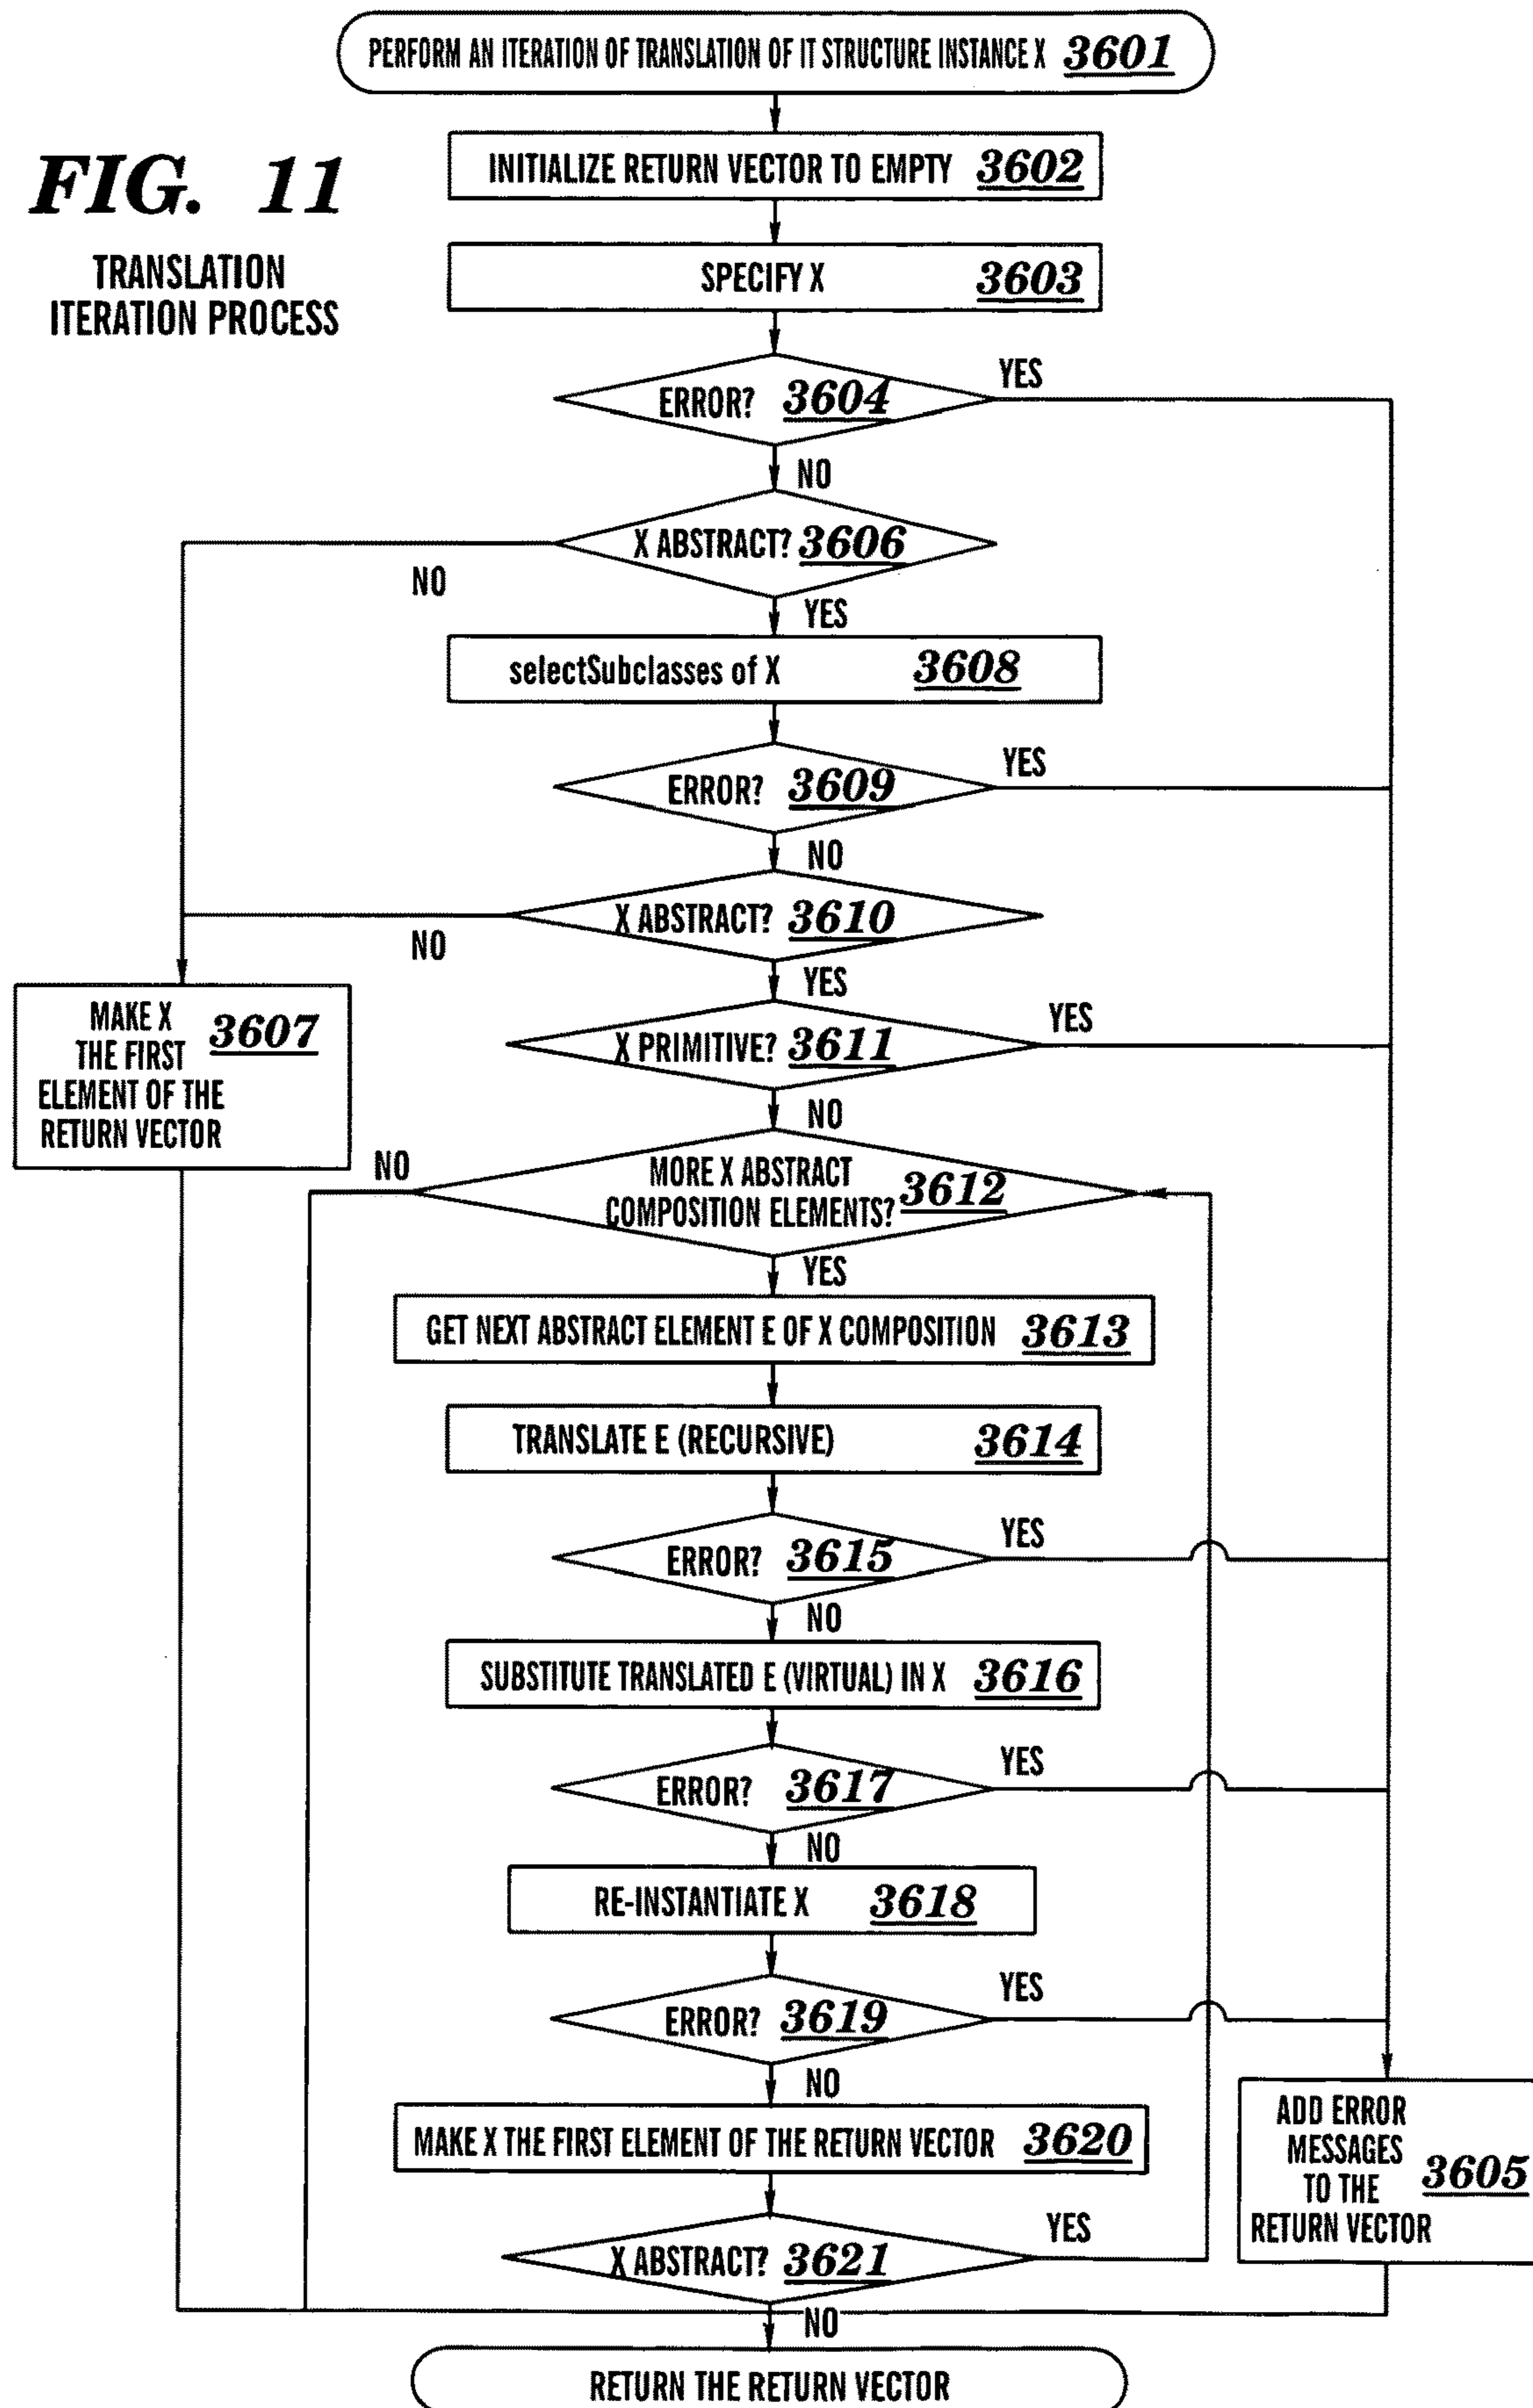 PERFORM AN ITERATION OF TRANSLATION OF IT STRUCTURE INSTANCE X 3601
FIG. 11
TRANSLATION
ITERATION PROCESS
INITIALIZE RETURN VECTOR TO EMPTY 3602
SPECIFY X 3603
ERROR? 3604
YES
NO
X ABSTRACT? 3606
NO
YES
selectSubclasses of X 3608
ERROR? 3609
YES
NO
X ABSTRACT? 3610
NO
YES
MAKE X
THE FIRST
ELEMENT OF THE
RETURN VECTOR
3607
X PRIMITIVE? 3611
YES
NO
MORE X ABSTRACT
COMPOSITION ELEMENTS? 3612
NO
YES
GET NEXT ABSTRACT ELEMENT E OF X COMPOSITION 3613
TRANSLATE E (RECURSIVE) 3614
ERROR? 3615
YES
NO
SUBSTITUTE TRANSLATED E (VIRTUAL) IN X 3616
ERROR? 3617
YES
NO
RE-INSTANTIATE X 3618
ERROR? 3619
YES
NO
MAKE X THE FIRST ELEMENT OF THE RETURN VECTOR 3620
ADD ERROR
MESSAGES
TO THE
RETURN VECTOR
3605
X ABSTRACT? 3621
YES
NO
RETURN THE RETURN VECTOR